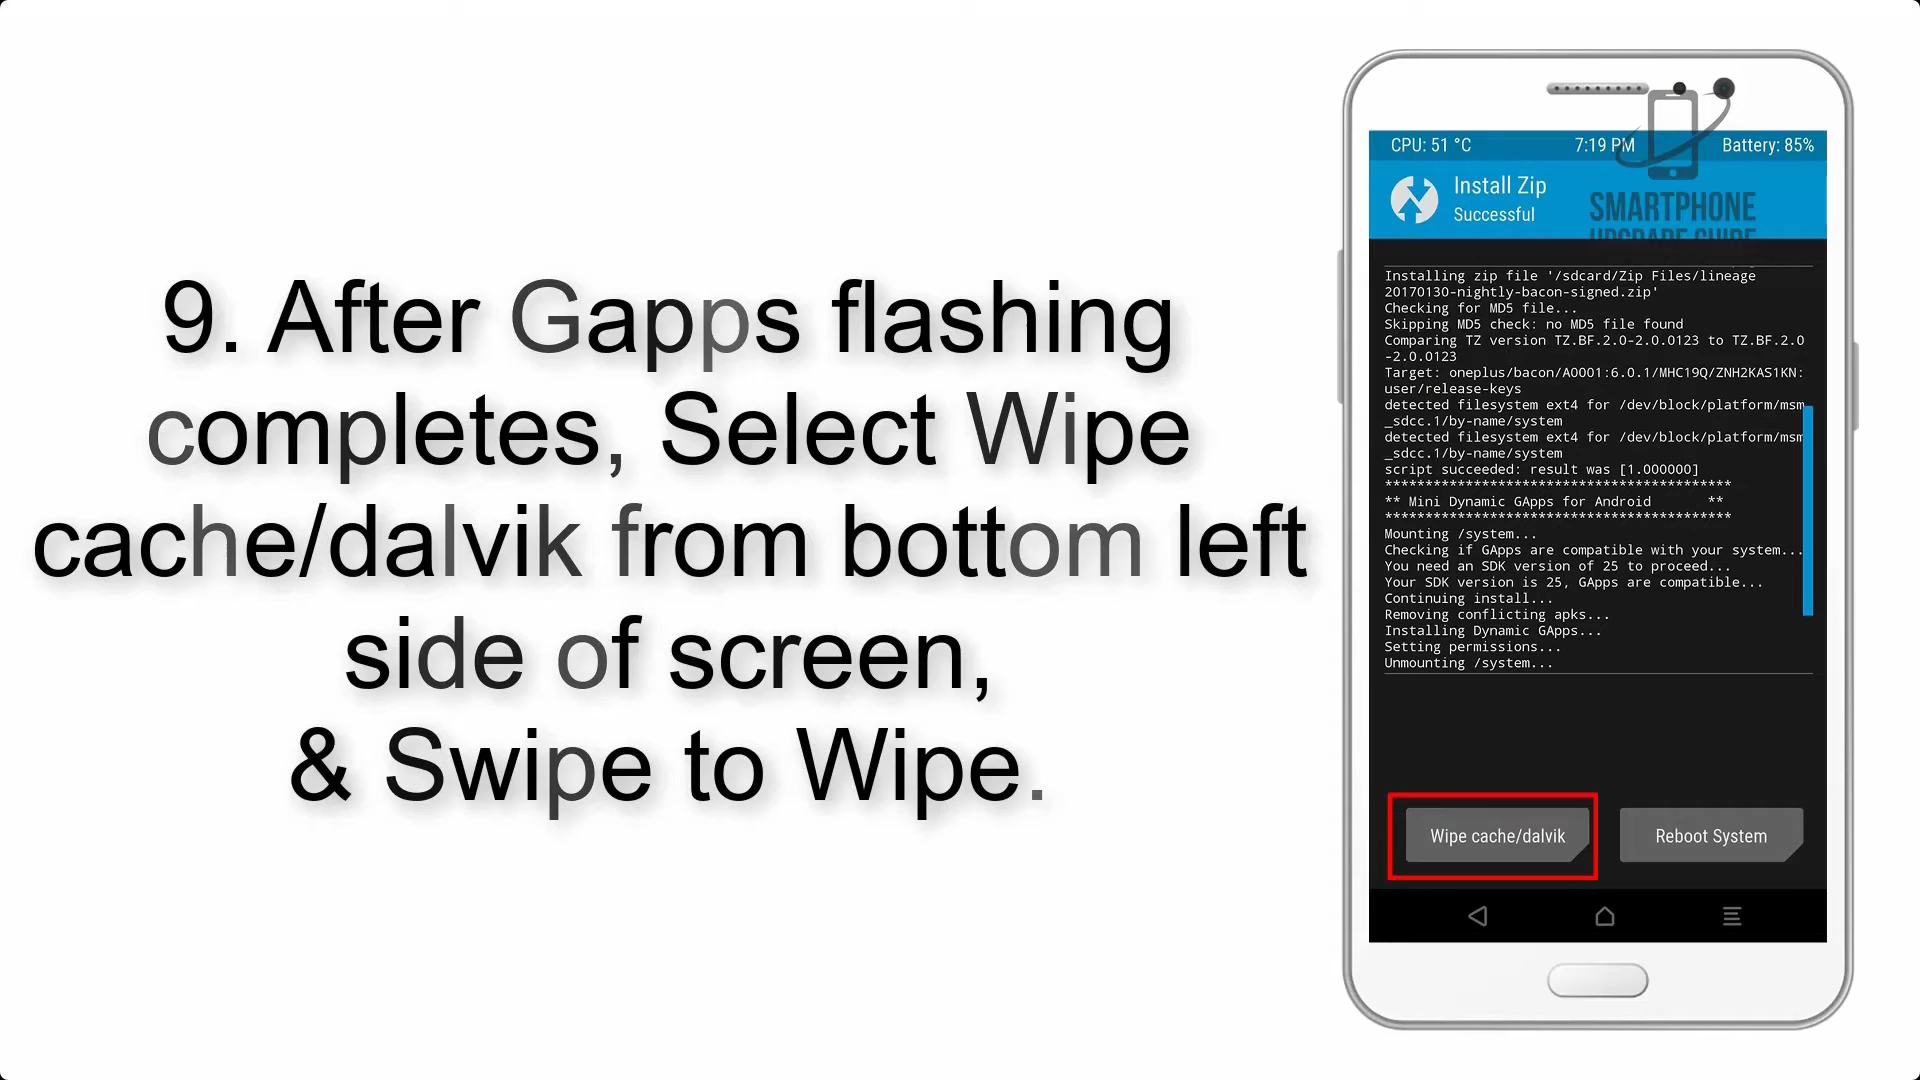 9. After Gapps flashing
completes, Select Wipe
cache/dalvik from bottom left
side of screen,
& Swipe to Wipe.
CPU: 51 °C 7:19 PM Battery: 85%
Install Zip
Successful
SMARTPHONE
UPGRADE GUIDE
Installing zip file '/sdcard/Zip Files/lineage
20170130-nightly-bacon-signed.zip'
Checking for MD5 file...
Skipping MD5 check: no MD5 file found
Comparing TZ version TZ.BF.2.0-2.0.0123 to TZ.BF.2.0
-2.0.0123
Target: oneplus/bacon/A0001:6.0.1/MHC19Q/ZNH2KAS1KN:
user/release-keys
detected filesystem ext4 for /dev/block/platform/msm
_sdcc.1/by-name/system
detected filesystem ext4 for /dev/block/platform/msm
_sdcc.1/by-name/system
script succeeded: result was [1.000000]
*******************************************
** Mini Dynamic GApps for Android **
*******************************************
Mounting /system...
Checking if GApps are compatible with your system...
You need an SDK version of 25 to proceed...
Your SDK version is 25, GApps are compatible...
Continuing install...
Removing conflicting apks...
Installing Dynamic GApps...
Setting permissions...
Unmounting /system...
Wipe cache/dalvik Reboot System